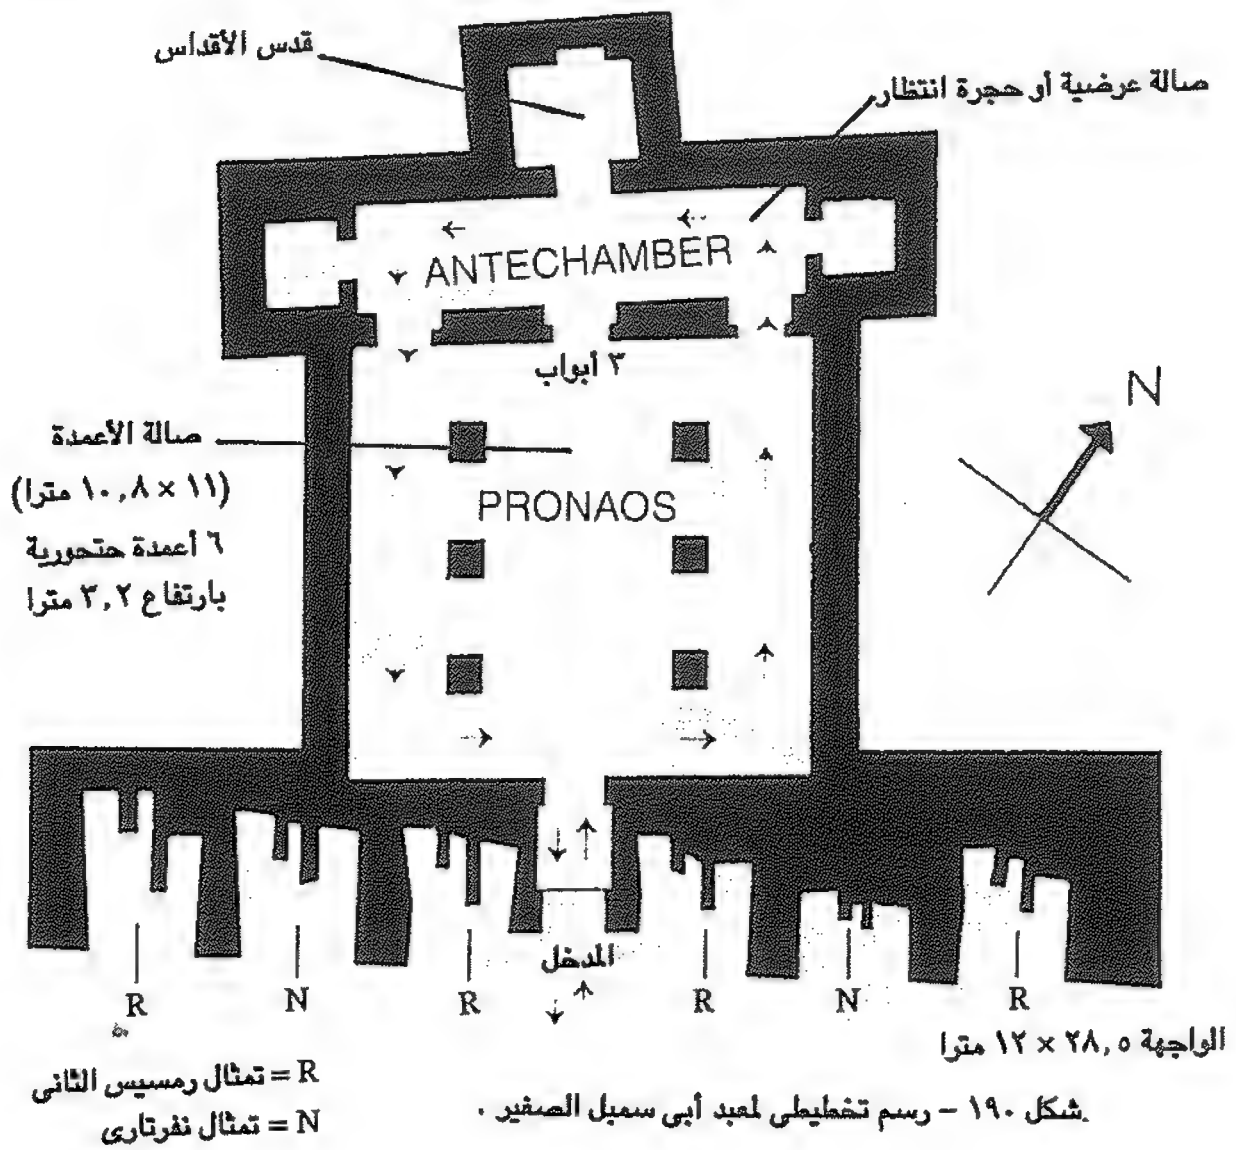 قدس الأقداس
صالة عرضية أو حجرة انتظار
ANTECHAMBER
٣ أبواب
N
صالة الأعمدة
(١١ × ١٠,٨ مترا)
٦ أعمدة حتحورية
بارتفاع ٣,٢ مترا
PRONAOS
المدخل
R N R R N R
الواجهة ٢٨,٥ × ١٢ مترا
R = تمثال رمسيس الثانى
N = تمثال نفرتارى
شكل ١٩٠ - رسم تخطيطى لمعبد أبى سمبل الصغير .